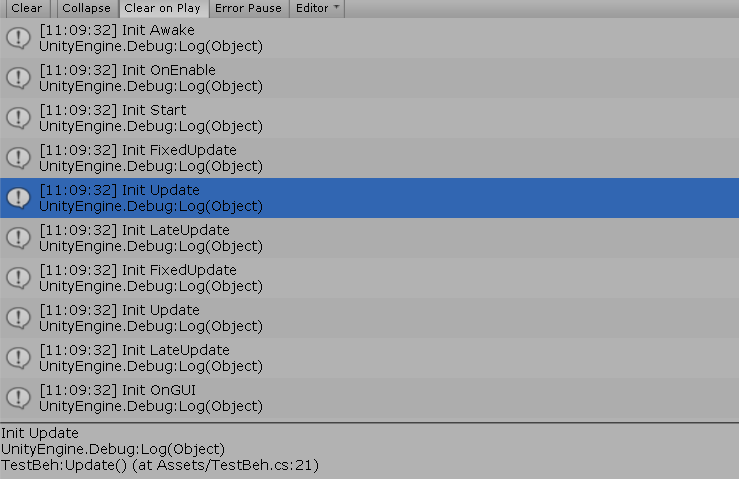 Clear Collapse Clear on Play Error Pause Editor
[11:09:32] Init Awake
UnityEngine.Debug:Log(Object)
[11:09:32] Init OnEnable
UnityEngine.Debug:Log(Object)
[11:09:32] Init Start
UnityEngine.Debug:Log(Object)
[11:09:32] Init FixedUpdate
UnityEngine.Debug:Log(Object)
[11:09:32] Init Update
UnityEngine.Debug:Log(Object)
[11:09:32] Init LateUpdate
UnityEngine.Debug:Log(Object)
[11:09:32] Init FixedUpdate
UnityEngine.Debug:Log(Object)
[11:09:32] Init Update
UnityEngine.Debug:Log(Object)
[11:09:32] Init LateUpdate
UnityEngine.Debug:Log(Object)
[11:09:32] Init OnGUI
UnityEngine.Debug:Log(Object)
Init Update
UnityEngine.Debug:Log(Object)
TestBeh:Update() (at Assets/TestBeh.cs:21)